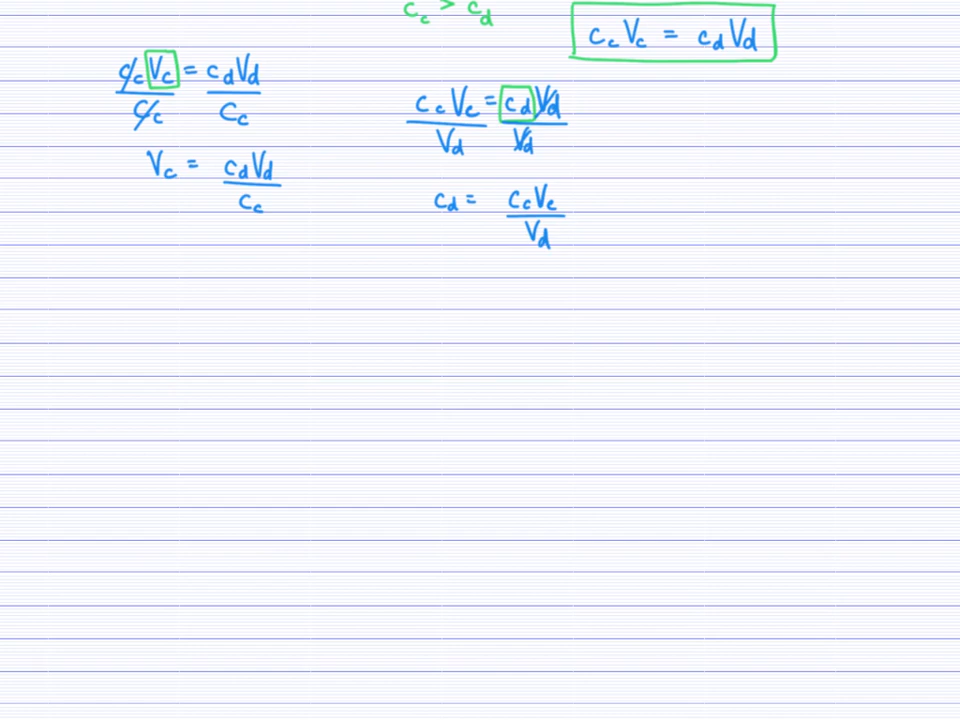 c_c > c_d
c_c V_c = c_d V_d
c_c V_c = c_d V_d
c_c c_c
V_c = c_d V_d
c_c
c_c V_c = c_d V_d
V_d V_d
c_d = c_c V_c
V_d